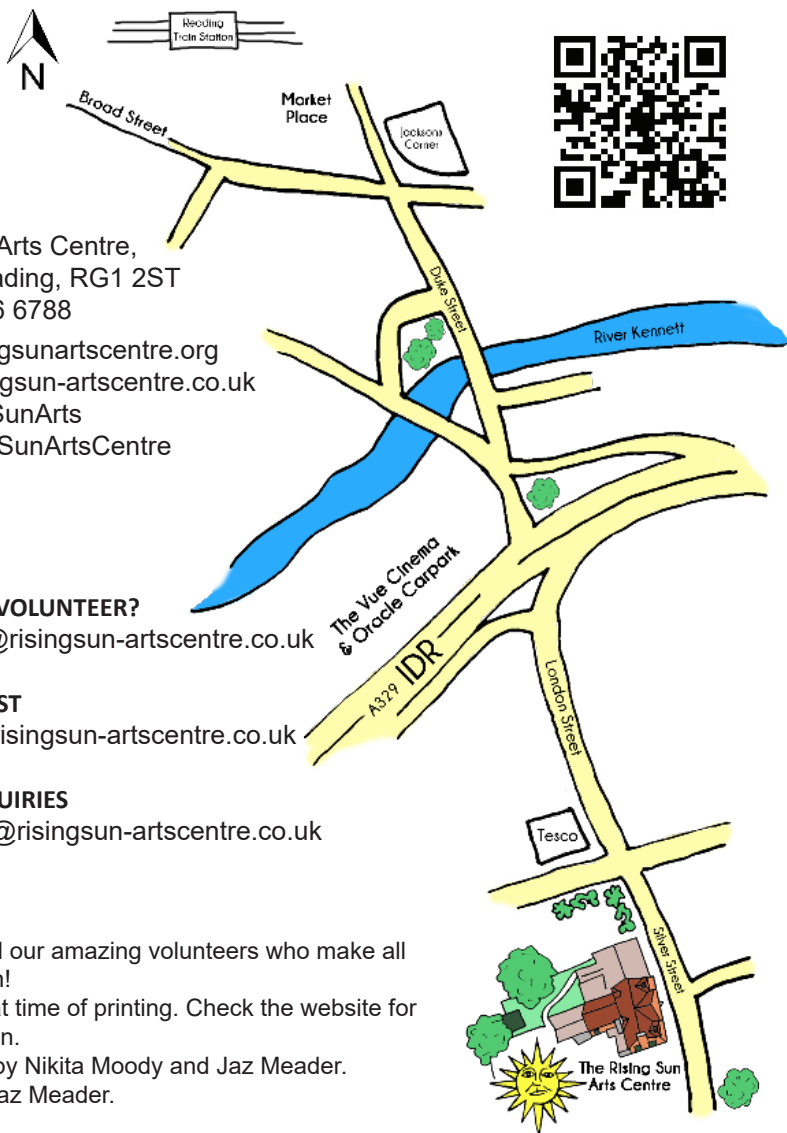 Reading
Train Station
N
Broad Street
Market
Place
Jacksons
Corner
Arts Centre,
ading, RG1 2ST
6 6788
gsunartscentre.org
gsun-artscentre.co.uk
SunArts
SunArtsCentre
Duke Street
River Kennett
The Vue Cinema
& Oracle Carpark
A329 IDR
VOLUNTEER?
@risingsun-artscentre.co.uk
ST
risingsun-artscentre.co.uk
UIRIES
@risingsun-artscentre.co.uk
London Street
Tesco
Silver Street
l our amazing volunteers who make all
n!
at time of printing. Check the website for
n.
by Nikita Moody and Jaz Meader.
az Meader.
The Rising Sun
Arts Centre